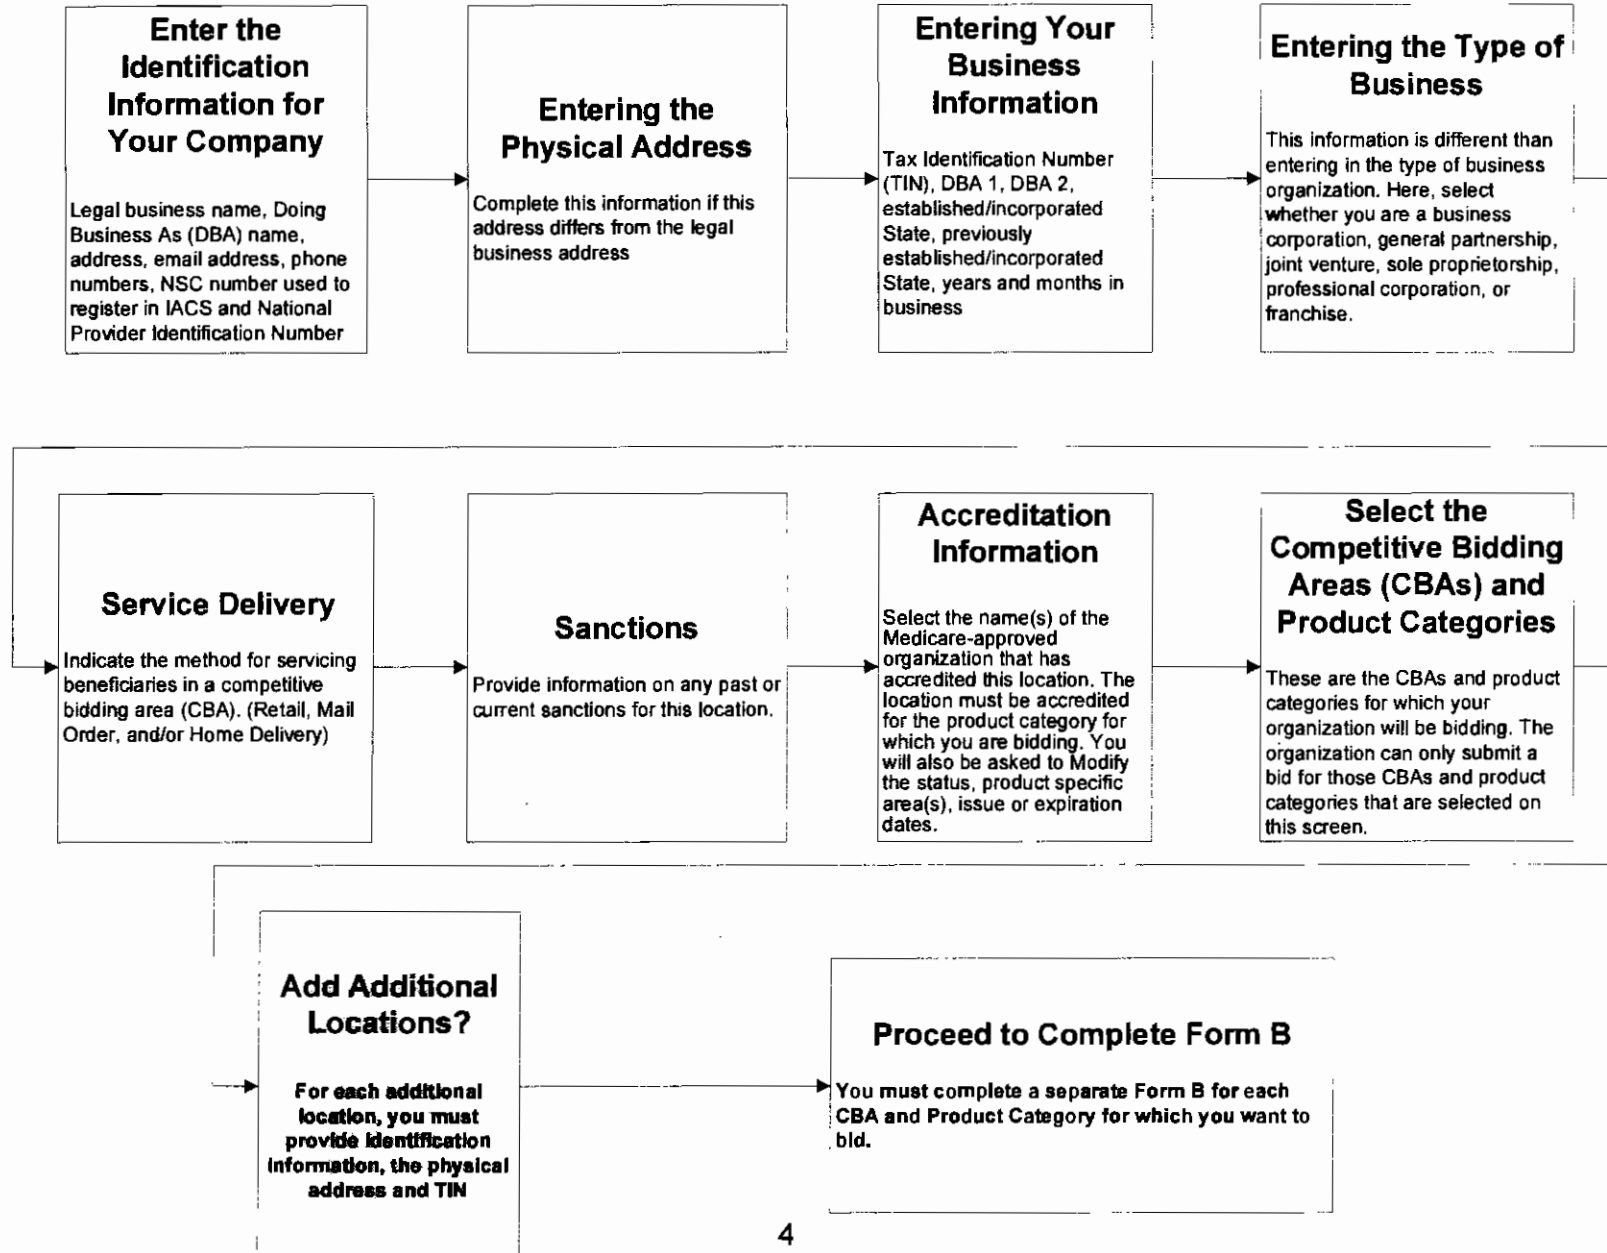 Enter the
Identification
Information for
Your Company
Legal business name, Doing
Business As (DBA) name,
address, email address, phone
numbers, NSC number used to
register in IACS and National
Provider Identification Number
Entering the
Physical Address
Complete this information if this
address differs from the legal
business address
Entering Your
Business
Information
Tax Identification Number
(TIN), DBA 1, DBA 2,
established/incorporated
State, previously
established/incorporated
State, years and months in
business
Entering the Type of
Business
This information is different than
entering in the type of business
organization. Here, select
whether you are a business
corporation, general partnership,
joint venture, sole proprietorship,
professional corporation, or
franchise.
Service Delivery
Indicate the method for servicing
beneficiaries in a competitive
bidding area (CBA). (Retail, Mail
Order, and/or Home Delivery)
Sanctions
Provide information on any past or
current sanctions for this location.
Accreditation
Information
Select the name(s) of the
Medicare-approved
organization that has
accredited this location. The
location must be accredited
for the product category for
which you are bidding. You
will also be asked to Modify
the status, product specific
area(s), issue or expiration
dates.
Select the
Competitive Bidding
Areas (CBAs) and
Product Categories
These are the CBAs and product
categories for which your
organization will be bidding. The
organization can only submit a
bid for those CBAs and product
categories that are selected on
this screen.
Add Additional
Locations?
For each additional
location, you must
provide identification
information, the physical
address and TIN
Proceed to Complete Form B
You must complete a separate Form B for each
CBA and Product Category for which you want to
bid.
4